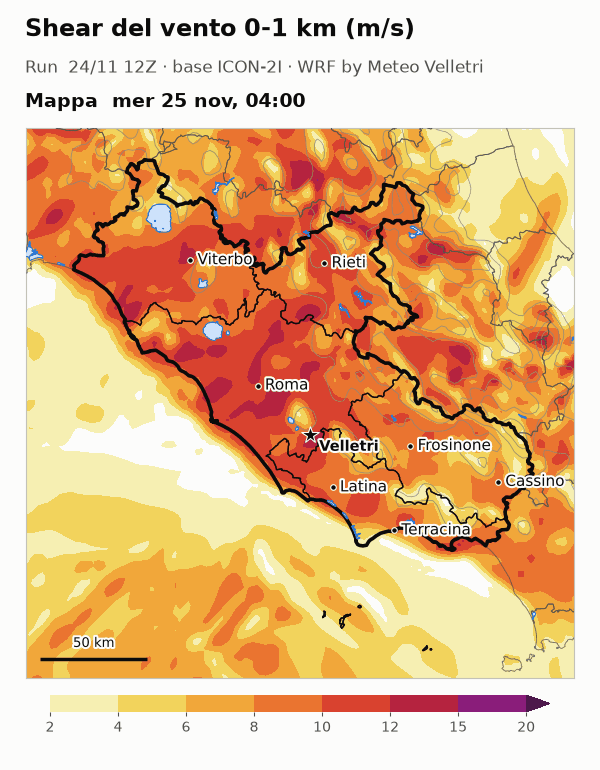 Shear del vento 0-1 km (m/s)
Run  24/11 12Z · base ICON-2I · WRF by Meteo Velletri
Mappa  mer 25 nov, 04:00
Viterbo
Rieti
Roma
Velletri
Frosinone
Cassino
Latina
Terracina
50 km
2 4 6 8 10 12 15 20